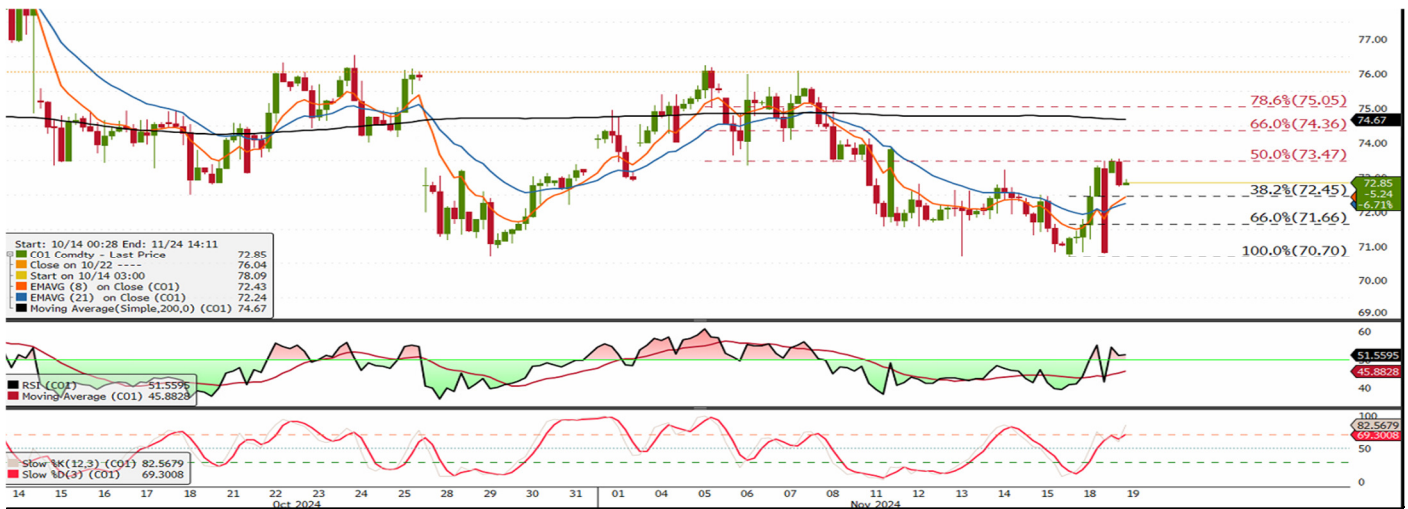 77.00
76.00
78.6%(75.05)
75.00
74.67
66.0%(74.36)
74.00
50.0%(73.47)
73.00
72.85
-5.24
-6.71%
38.2%(72.45)
72.00
66.0%(71.66)
71.00
100.0%(70.70)
70.00
69.00
Start: 10/14 00:28 End: 11/24 14:11
CO1 Comdty - Last Price 72.85
Close on 10/22 ---- 76.04
Start on 10/14 03:00 78.09
EMAVG (8) on Close (CO1) 72.43
EMAVG (21) on Close (CO1) 72.24
Moving Average(Simple,200,0) (CO1) 74.67
60
51.5595
45.8828
40
RSI (CO1) 51.5595
Moving Average (CO1) 45.8828
100
82.5679
69.3008
50
0
Slow %K(12,3) (CO1) 82.5679
Slow %D(3) (CO1) 69.3008
14 15 16 17 18 21 22 23 24 25 28 29 30 31 01 04 05 06 07 08 11 12 13 14 15 18 19
Oct 2024 Nov 2024